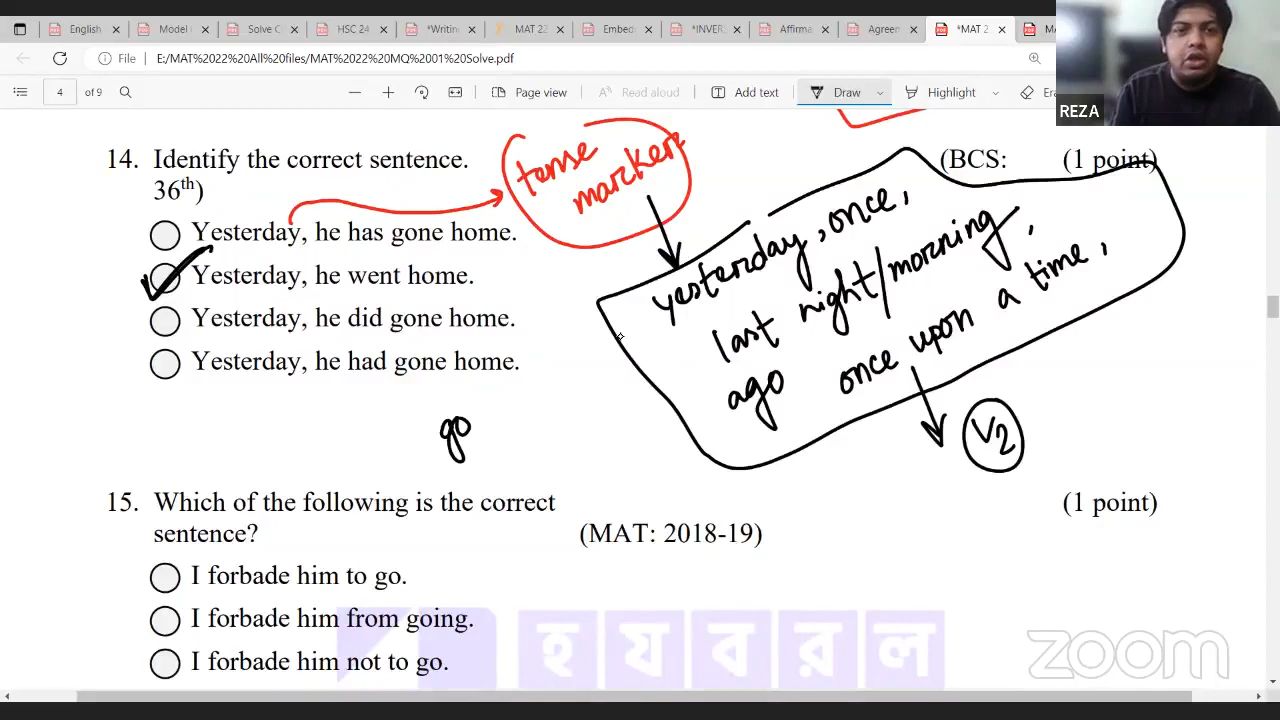 English
Model
Solve C
HSC 24
*Writin
MAT 22
Embed
*INVER
Affirma
Agreen
*MAT 2
File E:/MAT%2022%20All%20files/MAT%2022%20MQ%2001%20Solve.pdf
4 of 9 Page view Read aloud Add text Draw Highlight Era
REZA
14. Identify the correct sentence. (BCS: (1 point)
36th)
tense
marker
Yesterday, he has gone home.
Yesterday, he went home.
Yesterday, he did gone home.
Yesterday, he had gone home.
yesterday, once,
last night/morning,
ago once upon a time,
go
V2
15. Which of the following is the correct (1 point)
sentence? (MAT: 2018-19)
I forbade him to go.
I forbade him from going.
I forbade him not to go.
হ য ব র ল
zoom